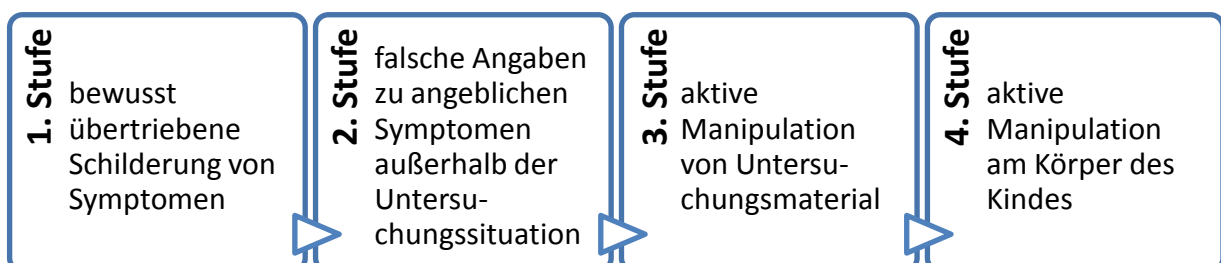 1. Stufe
bewusst
übertriebene
Schilderung von
Symptomen
2. Stufe
falsche Angaben
zu angeblichen
Symptomen
außerhalb der
Untersu-
chungssituation
3. Stufe
aktive
Manipulation
von Untersu-
chungsmaterial
4. Stufe
aktive
Manipulation
am Körper des
Kindes